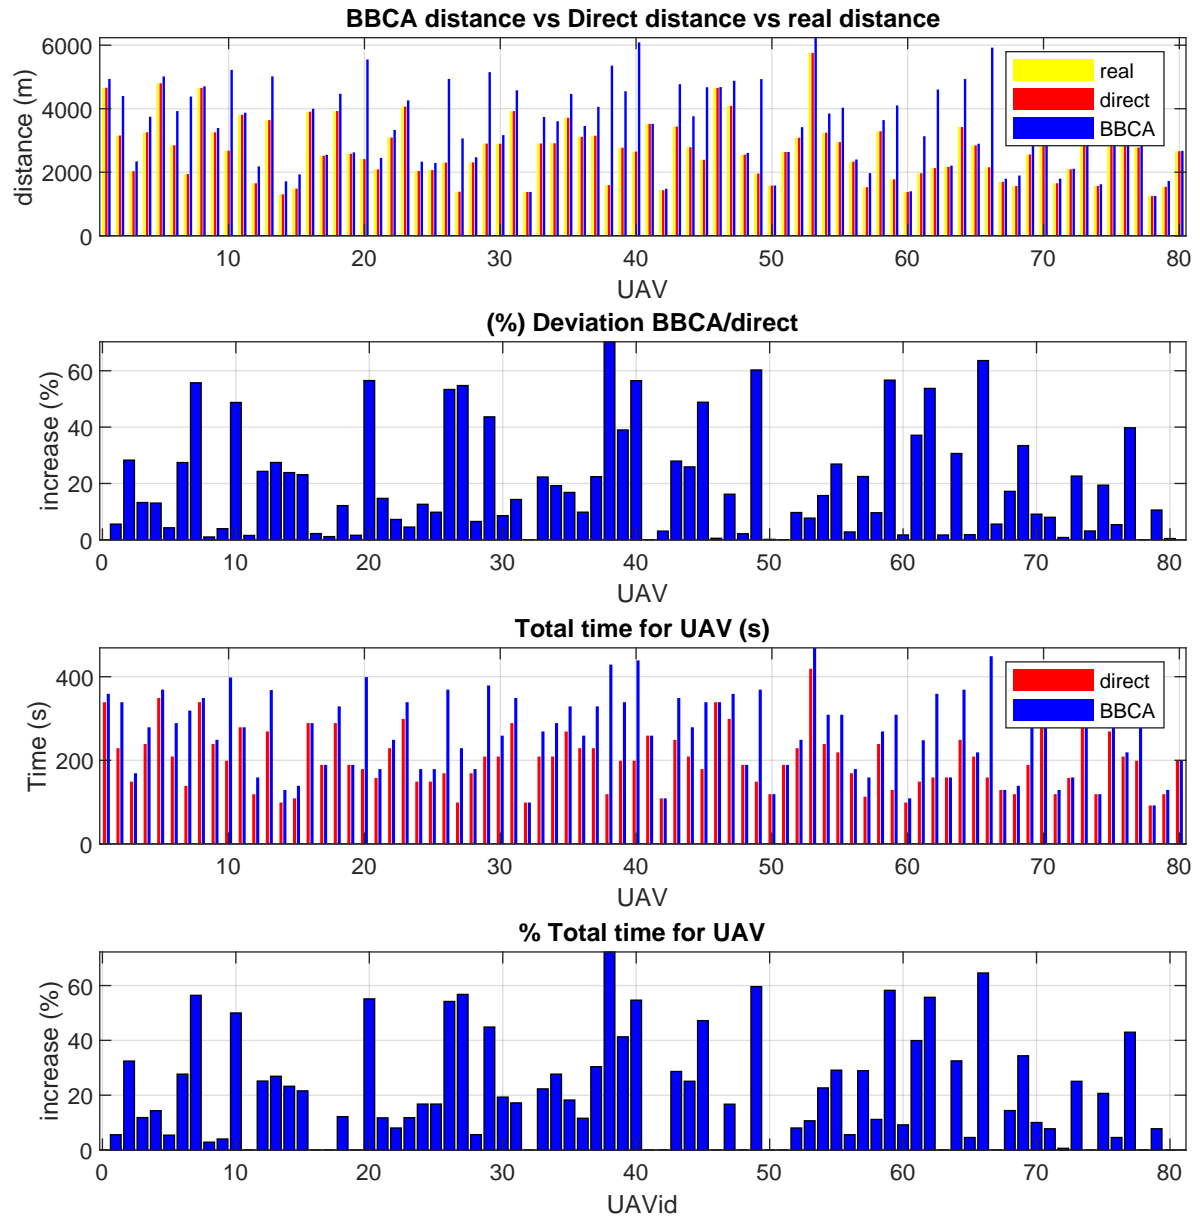 BBCA distance vs Direct distance vs real distance
6000
4000
2000
0
distance (m)
real
direct
BBCA
10 20 30 40 50 60 70 80
UAV
(%) Deviation BBCA/direct
60
40
20
0
increase (%)
0 10 20 30 40 50 60 70 80
UAV
Total time for UAV (s)
400
200
0
Time (s)
direct
BBCA
10 20 30 40 50 60 70 80
UAV
% Total time for UAV
60
40
20
0
increase (%)
0 10 20 30 40 50 60 70 80
UAVid